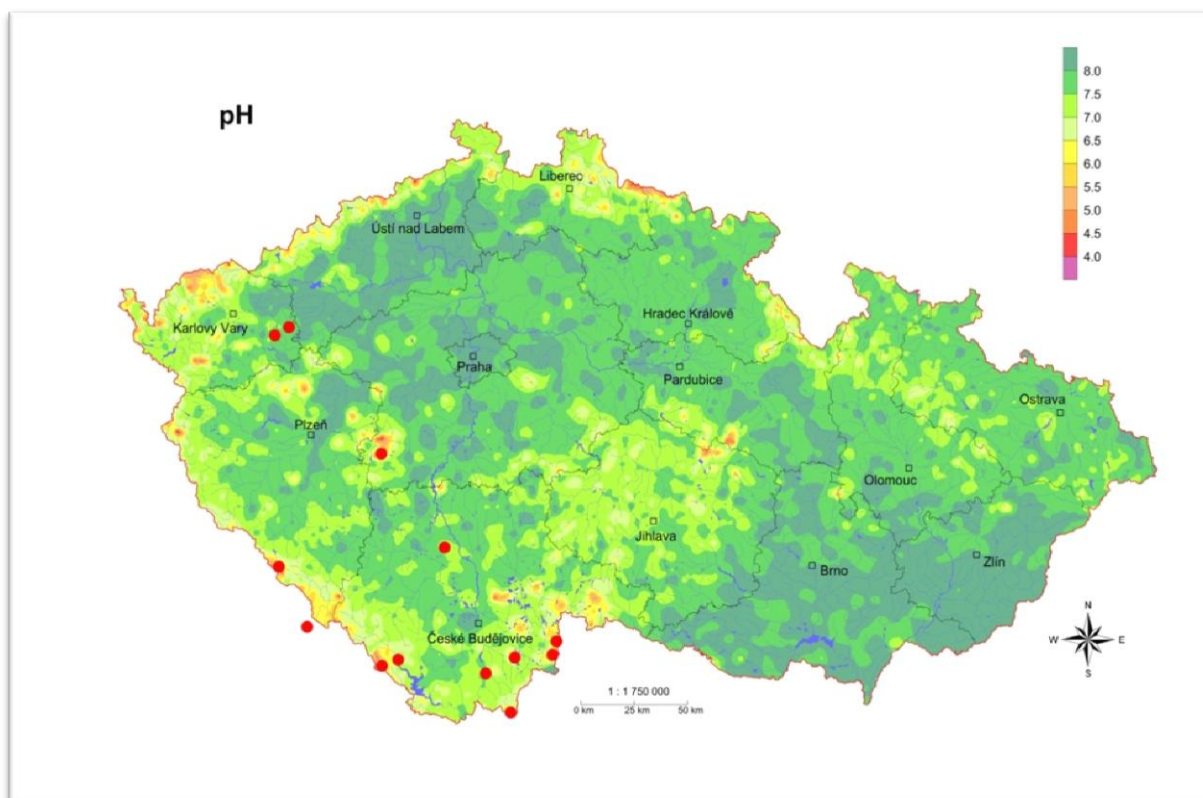 pH
8.0
7.5
7.0
6.5
6.0
5.5
5.0
4.5
4.0
Liberec
Ústí nad Labem
Karlovy Vary
Hradec Králové
Praha
Pardubice
Ostrava
Plzeň
Olomouc
Jihlava
Zlín
Brno
České Budějovice
N
W E
S
1 : 1 750 000
0 km 25 km 50 km